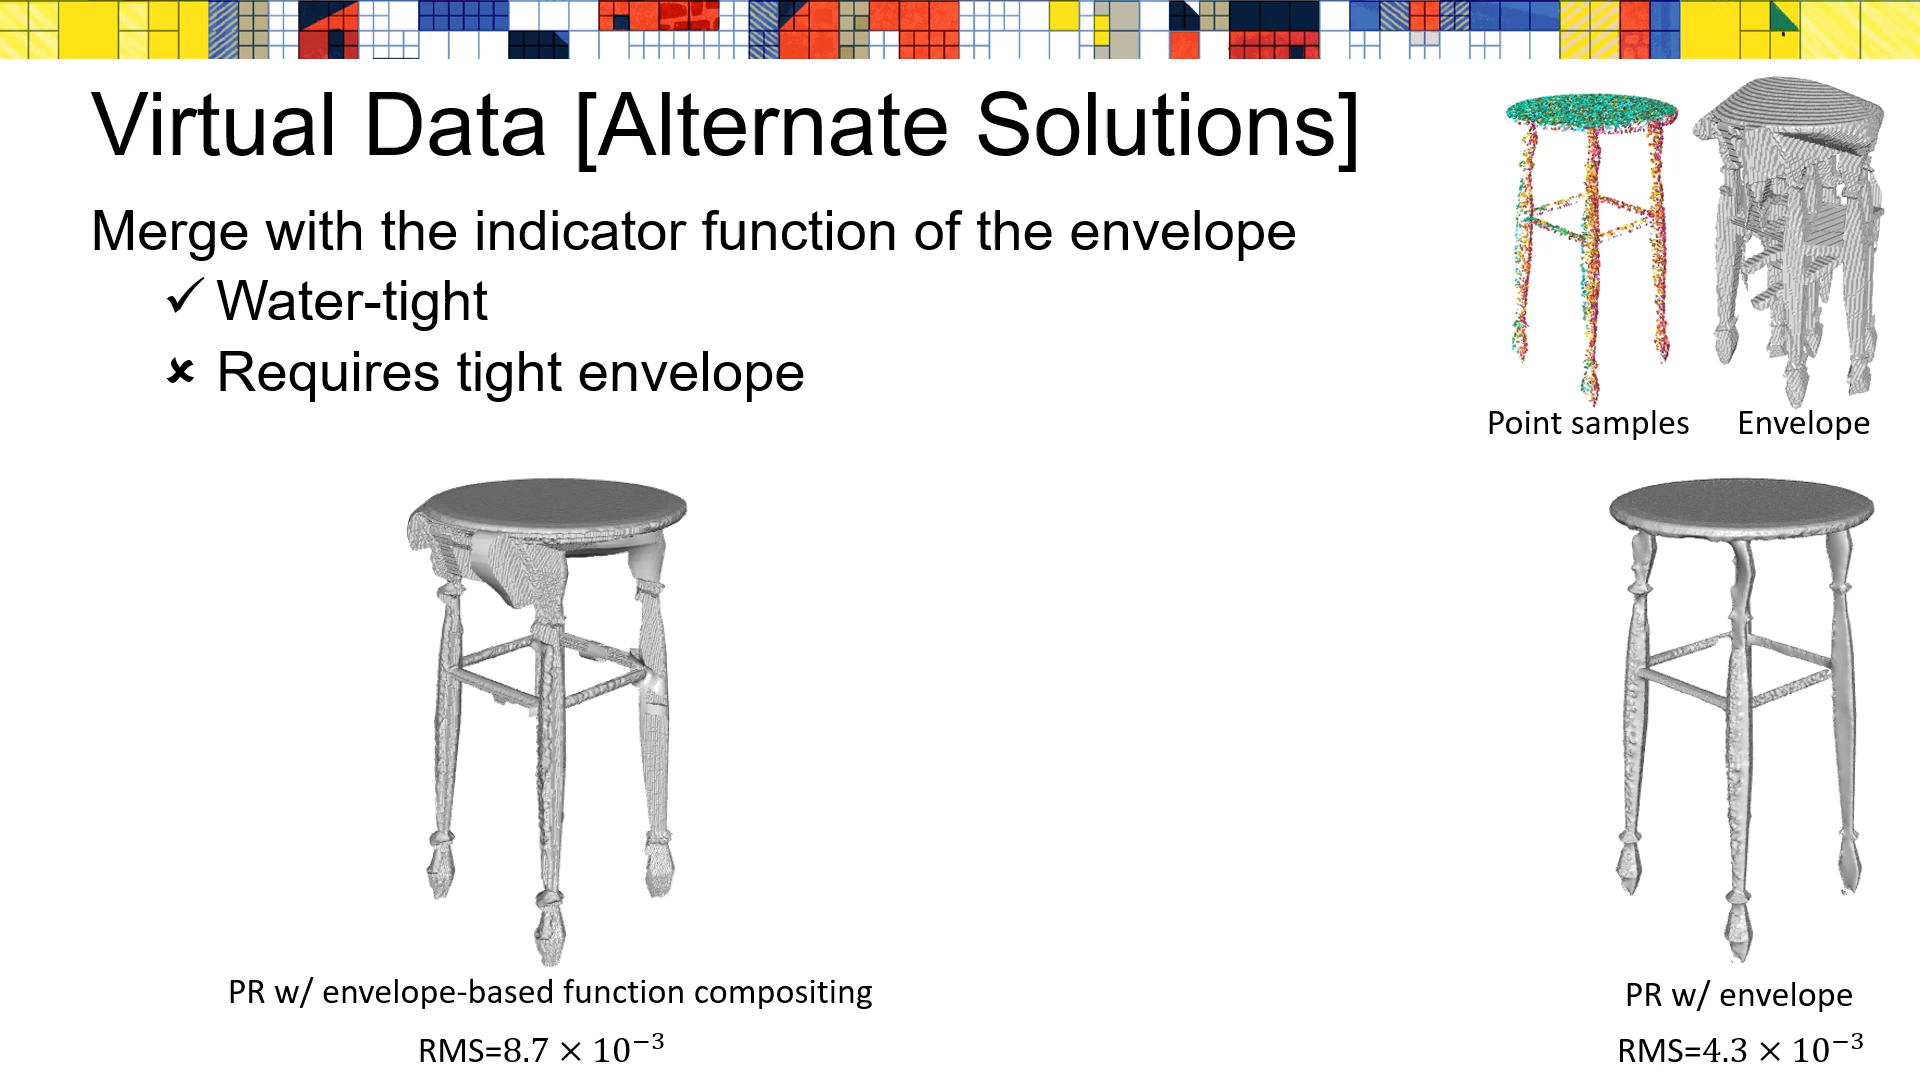 Virtual Data [Alternate Solutions]
Merge with the indicator function of the envelope
✓ Water-tight
✗ Requires tight envelope
Point samples
Envelope
PR w/ envelope-based function compositing
RMS=8.7 × 10⁻³
PR w/ envelope
RMS=4.3 × 10⁻³